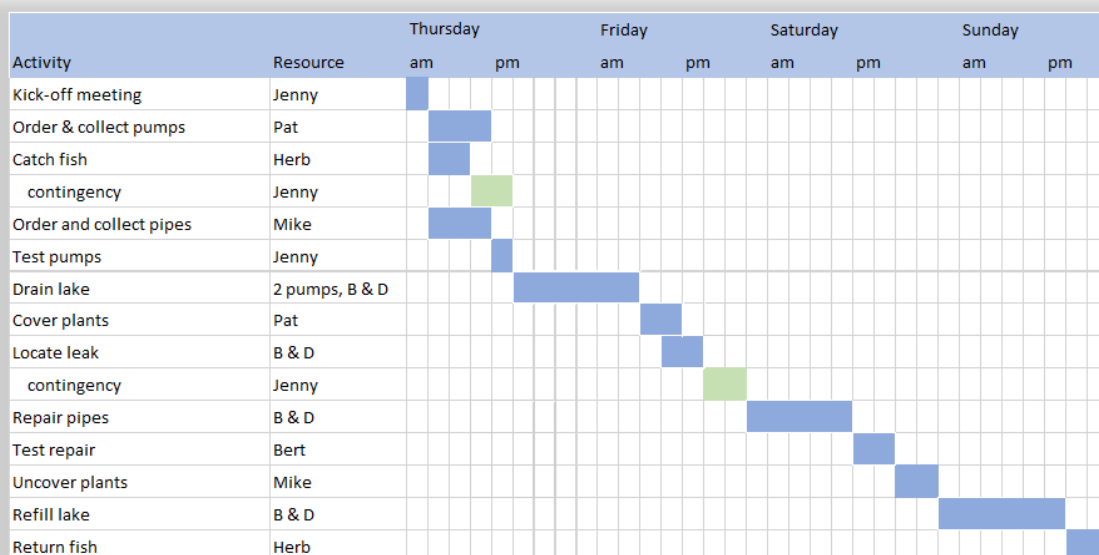 Thursday Friday Saturday Sunday
Activity Resource am pm am pm am pm am pm
Kick-off meeting Jenny
Order & collect pumps Pat
Catch fish Herb
contingency Jenny
Order and collect pipes Mike
Test pumps Jenny
Drain lake 2 pumps, B & D
Cover plants Pat
Locate leak B & D
contingency Jenny
Repair pipes B & D
Test repair Bert
Uncover plants Mike
Refill lake B & D
Return fish Herb